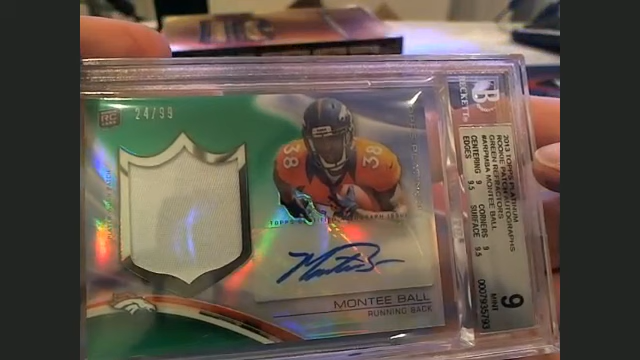 RC
24/99
38
38
MONTEE BALL
RUNNING BACK
2013 TOPPS PLATINUM
ROOKIE PATCH AUTOGRAPHS
GREEN REFRACTORS
#ARPMBA MONTEE BALL
CENTERING 9 CORNERS 9
EDGES 9.5 SURFACE 9.5
9
MINT
0007935793